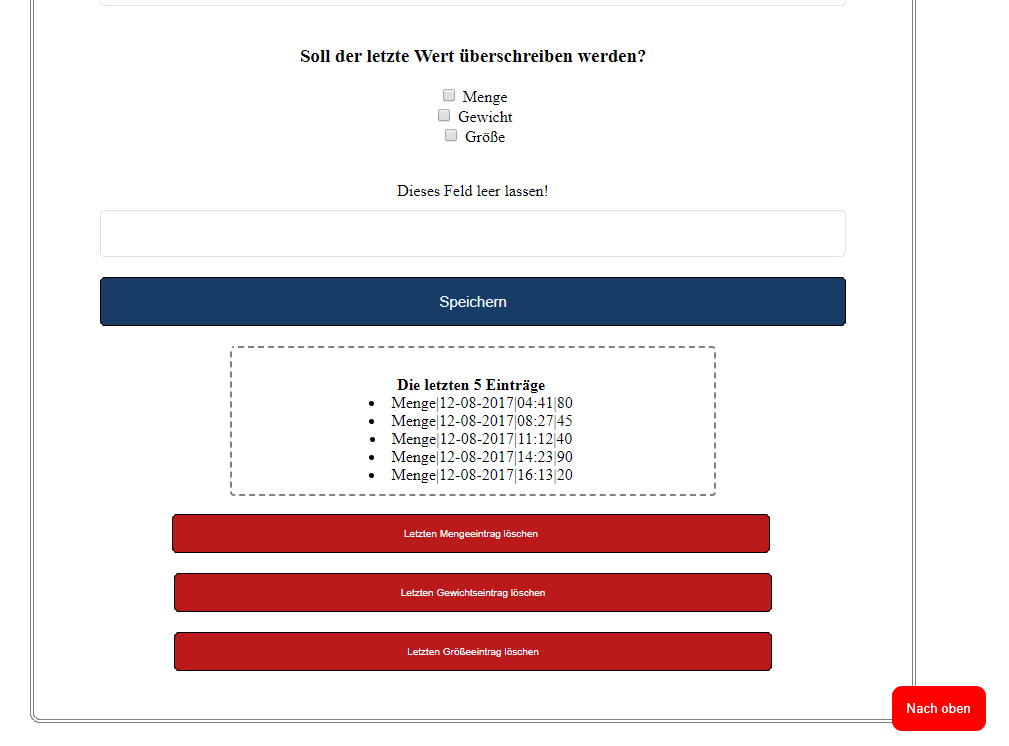 Soll der letzte Wert überschreiben werden?
Menge
Gewicht
Größe
Dieses Feld leer lassen!
Speichern
Die letzten 5 Einträge
Menge|12-08-2017|04:41|80
Menge|12-08-2017|08:27|45
Menge|12-08-2017|11:12|40
Menge|12-08-2017|14:23|90
Menge|12-08-2017|16:13|20
Letzten Mengeeintrag löschen
Letzten Gewichtseintrag löschen
Letzten Größeeintrag löschen
Nach oben